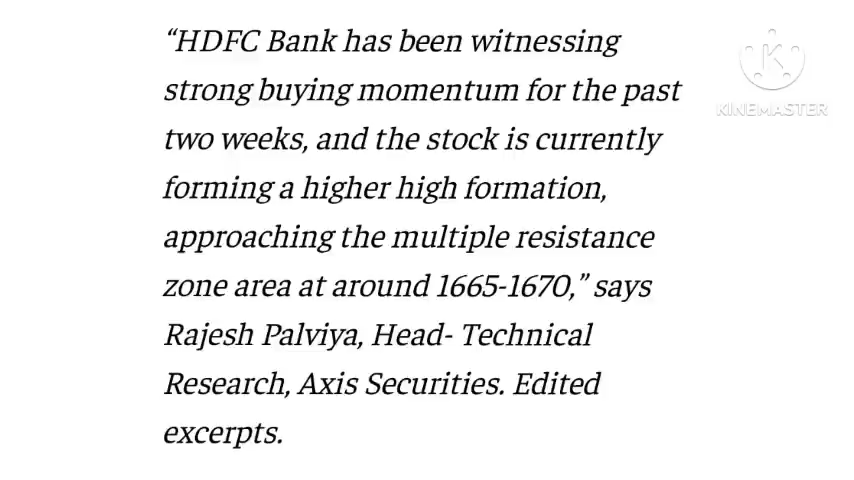 “HDFC Bank has been witnessing
strong buying momentum for the past
two weeks, and the stock is currently
forming a higher high formation,
approaching the multiple resistance
zone area at around 1665-1670,” says
Rajesh Palviya, Head- Technical
Research, Axis Securities. Edited
excerpts.
K
KINEMASTER